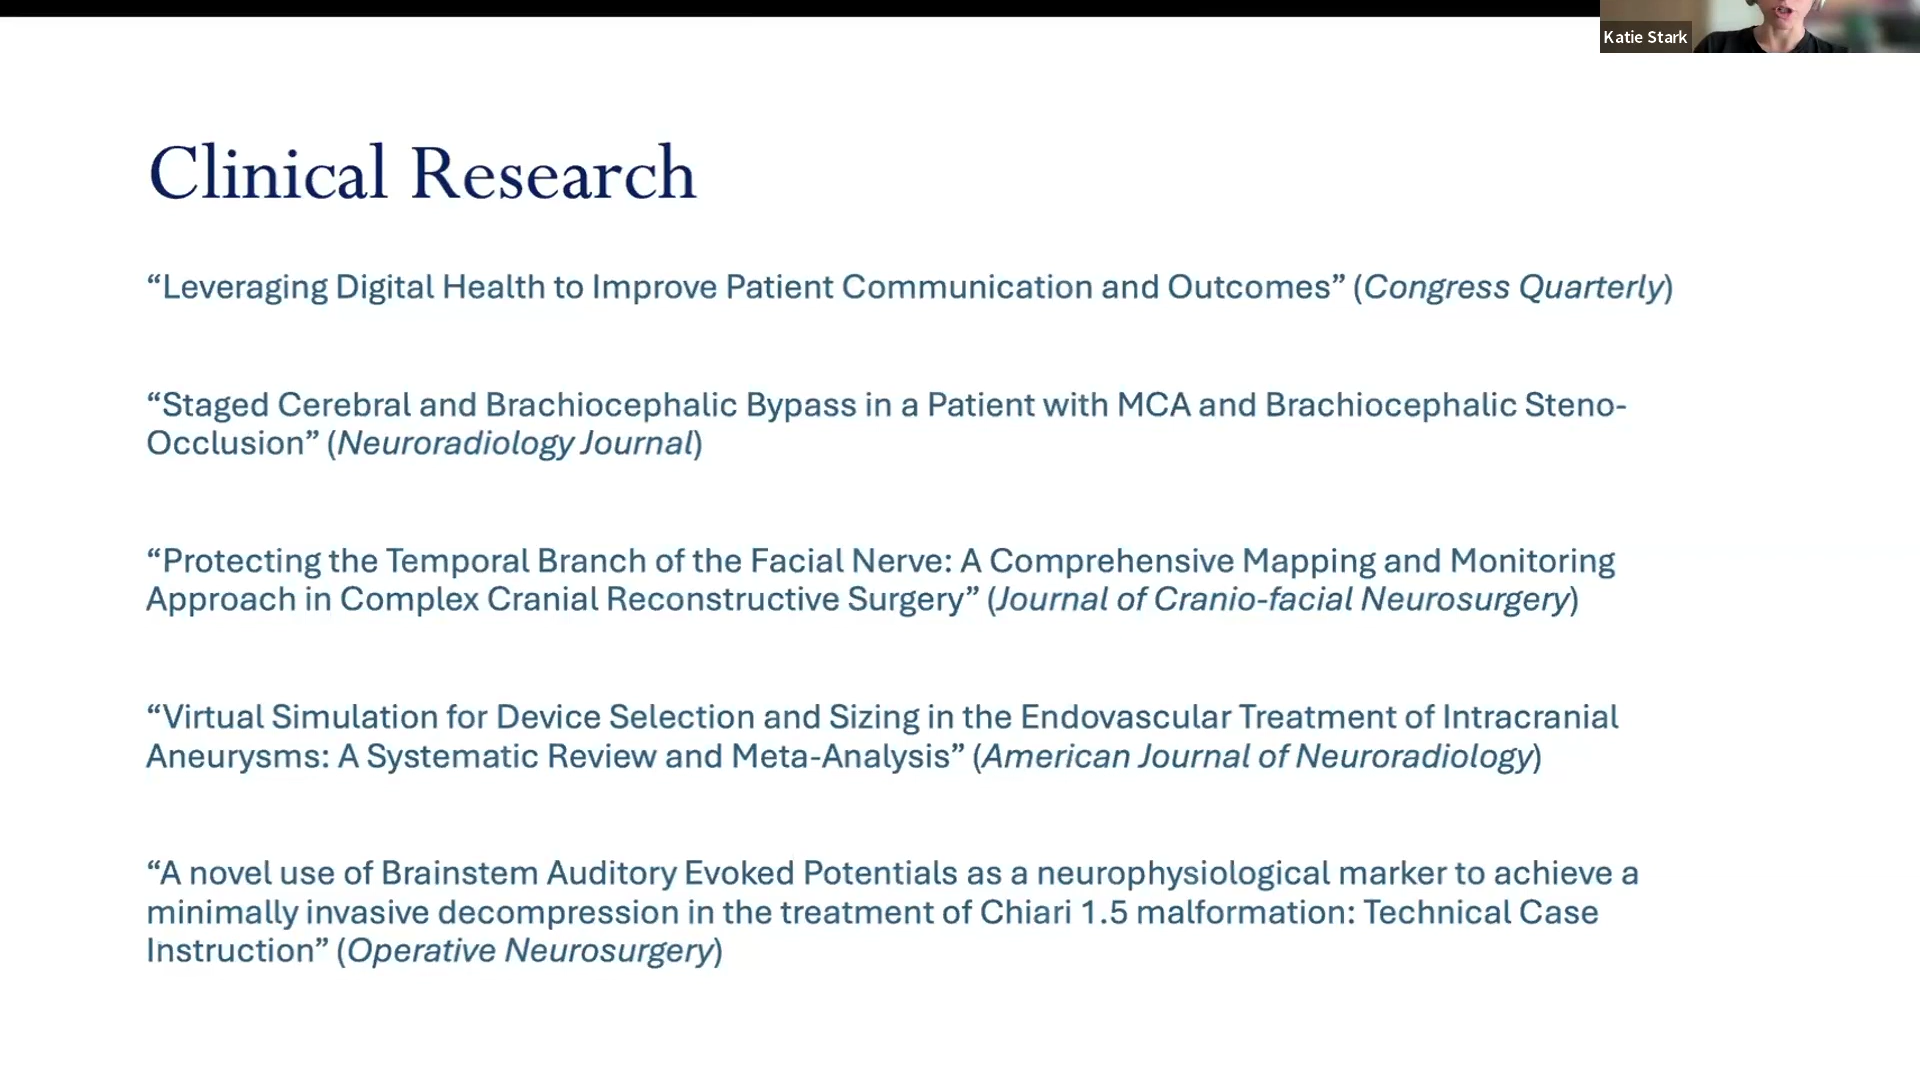 Katie Stark
Clinical Research
“Leveraging Digital Health to Improve Patient Communication and Outcomes” (Congress Quarterly)
“Staged Cerebral and Brachiocephalic Bypass in a Patient with MCA and Brachiocephalic Steno-
Occlusion” (Neuroradiology Journal)
“Protecting the Temporal Branch of the Facial Nerve: A Comprehensive Mapping and Monitoring
Approach in Complex Cranial Reconstructive Surgery” (Journal of Cranio-facial Neurosurgery)
“Virtual Simulation for Device Selection and Sizing in the Endovascular Treatment of Intracranial
Aneurysms: A Systematic Review and Meta-Analysis” (American Journal of Neuroradiology)
“A novel use of Brainstem Auditory Evoked Potentials as a neurophysiological marker to achieve a
minimally invasive decompression in the treatment of Chiari 1.5 malformation: Technical Case
Instruction” (Operative Neurosurgery)